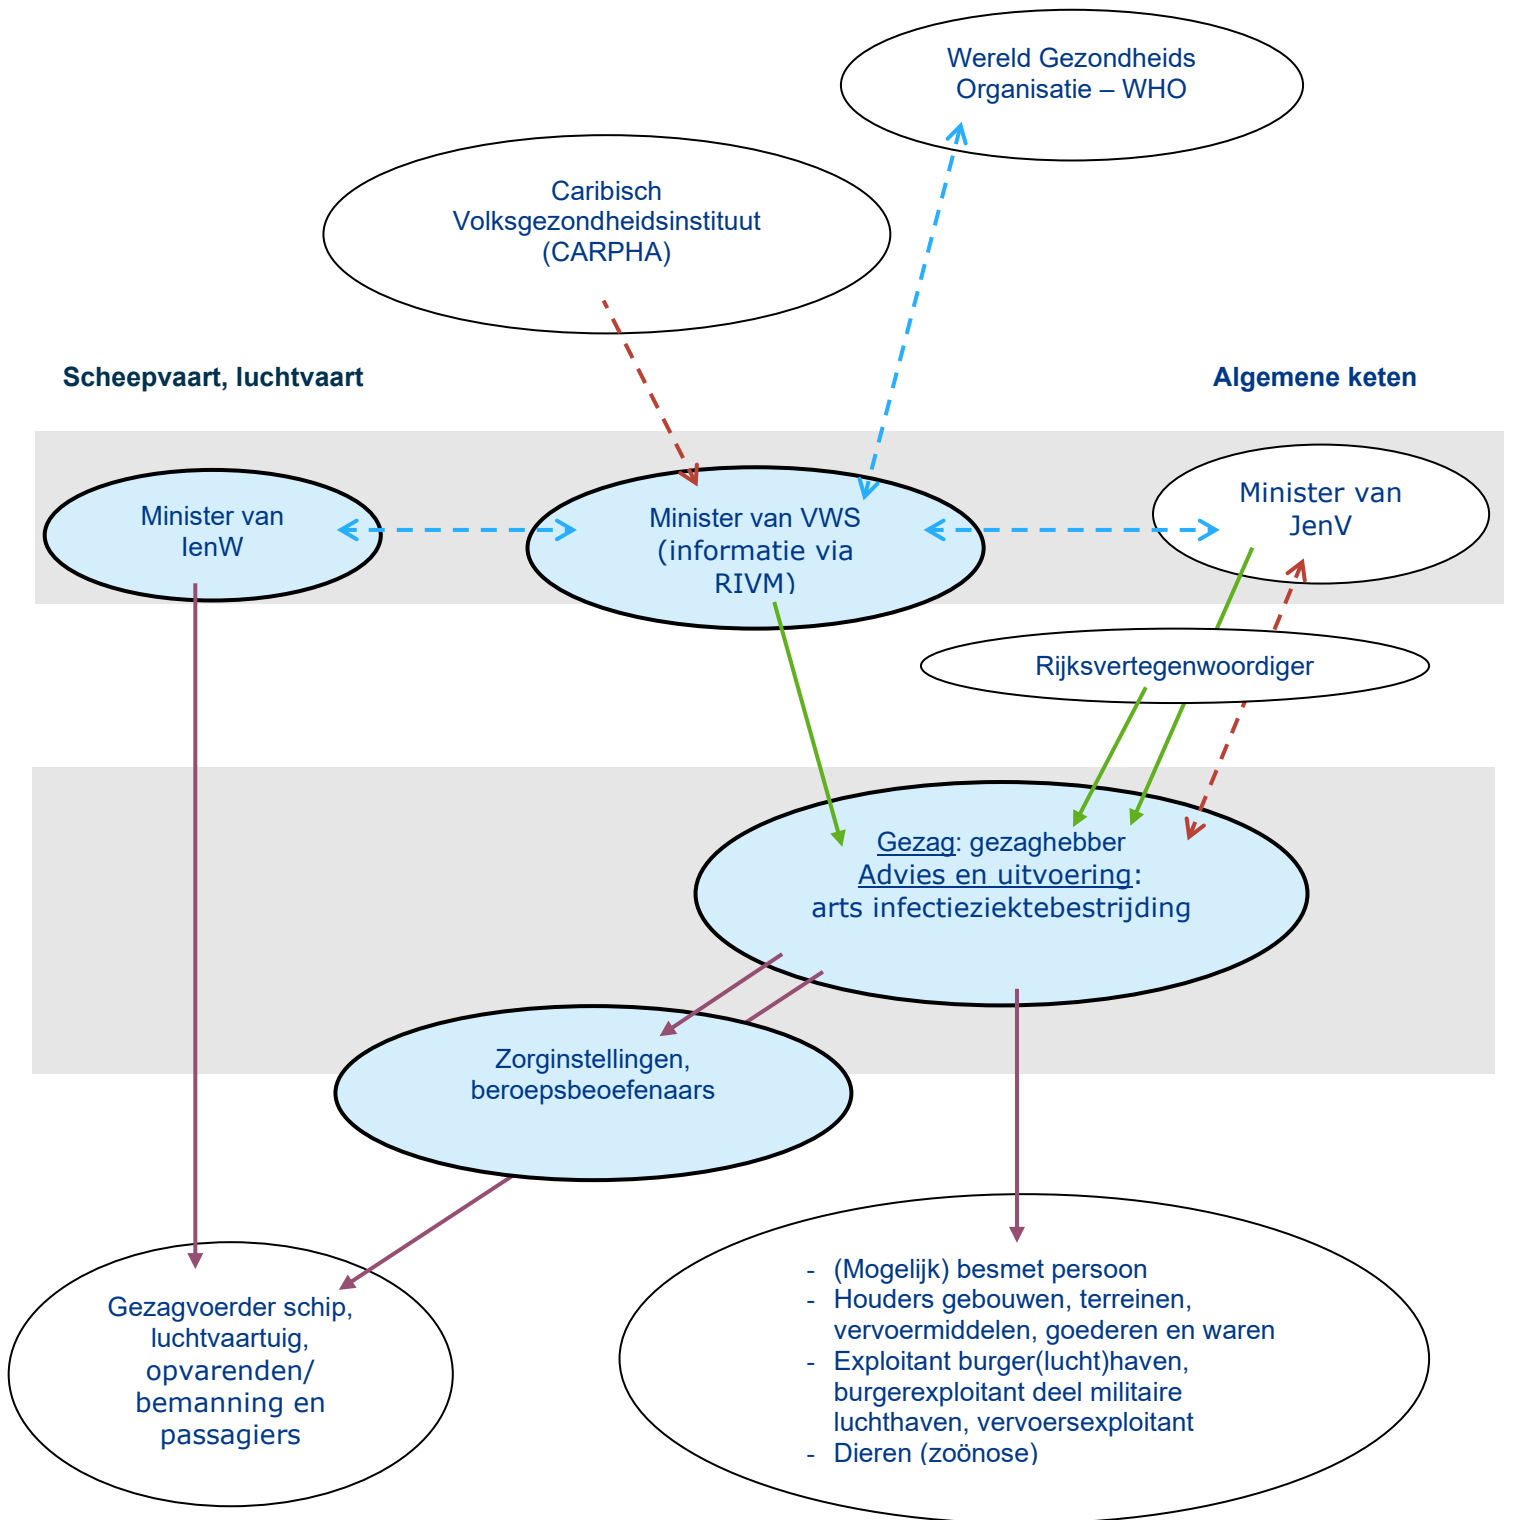 Wereld Gezondheids
Organisatie – WHO
Caribisch
Volksgezondheidsinstituut
(CARPHA)
Scheepvaart, luchtvaart
Algemene keten
Minister van
IenW
Minister van VWS
(informatie via
RIVM)
Minister van
JenV
Rijksvertegenwoordiger
Gezag: gezaghebber
Advies en uitvoering:
arts infectieziektebestrijding
Zorginstellingen,
beroepsbeoefenaars
Gezagvoerder schip,
luchtvaartuig,
opvarenden/
bemanning en
passagiers
- (Mogelijk) besmet persoon
- Houders gebouwen, terreinen,
vervoermiddelen, goederen en waren
- Exploitant burger(lucht)haven,
burgerexploitant deel militaire
luchthaven, vervoersexploitant
- Dieren (zoönose)